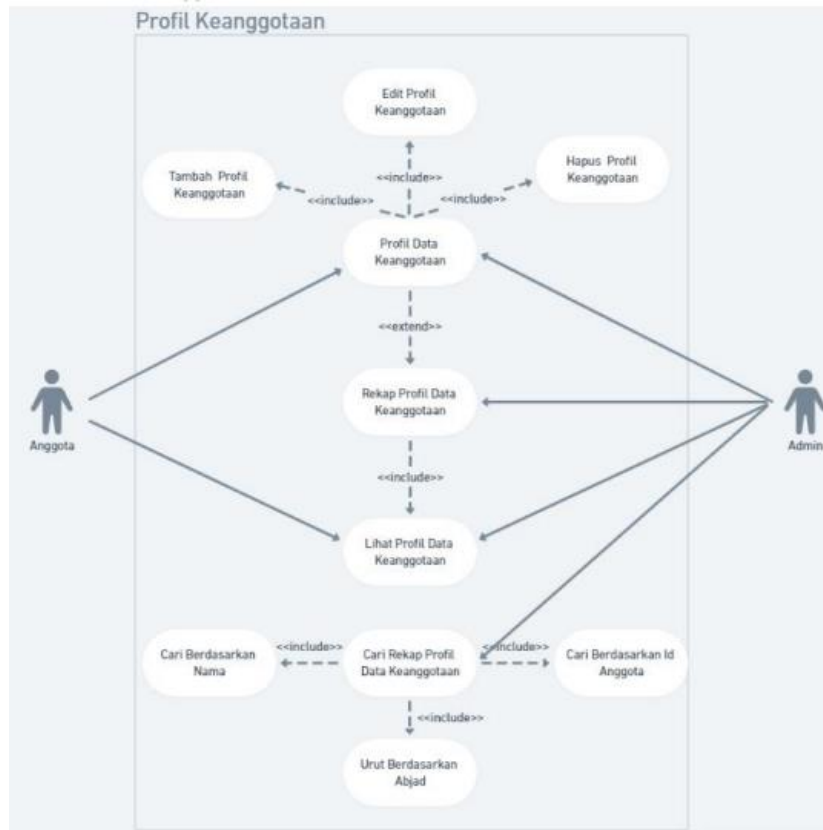 Profil Keanggotaan
Edit Profil
Keanggotaan
Tambah Profil
Keanggotaan
Hapus Profil
Keanggotaan
<<include>>
<<include>>
<<include>>
Profil Data
Keanggotaan
<<extend>>
Rekap Profil Data
Keanggotaan
Anggota
Admin
<<include>>
Lihat Profil Data
Keanggotaan
Cari Berdasarkan
Nama
<<include>>
Cari Rekap Profil
Data Keanggotaan
<<include>>
Cari Berdasarkan Id
Anggota
<<include>>
Urut Berdasarkan
Abjad